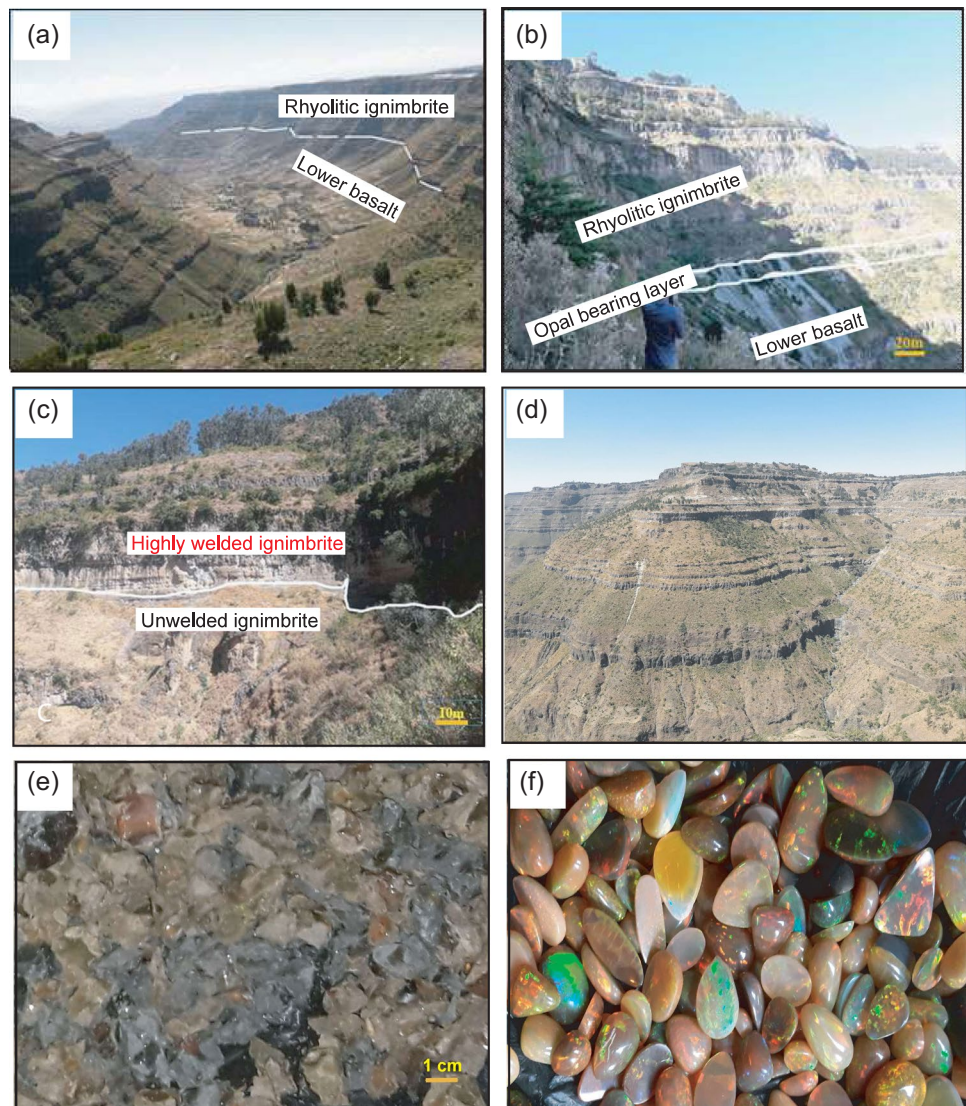 (a)
Rhyolitic ignimbrite
Lower basalt
(b)
Rhyolitic ignimbrite
Opal bearing layer
Lower basalt
20m
(c)
Highly welded ignimbrite
Unwelded ignimbrite
10m
(d)
(e)
1 cm
(f)